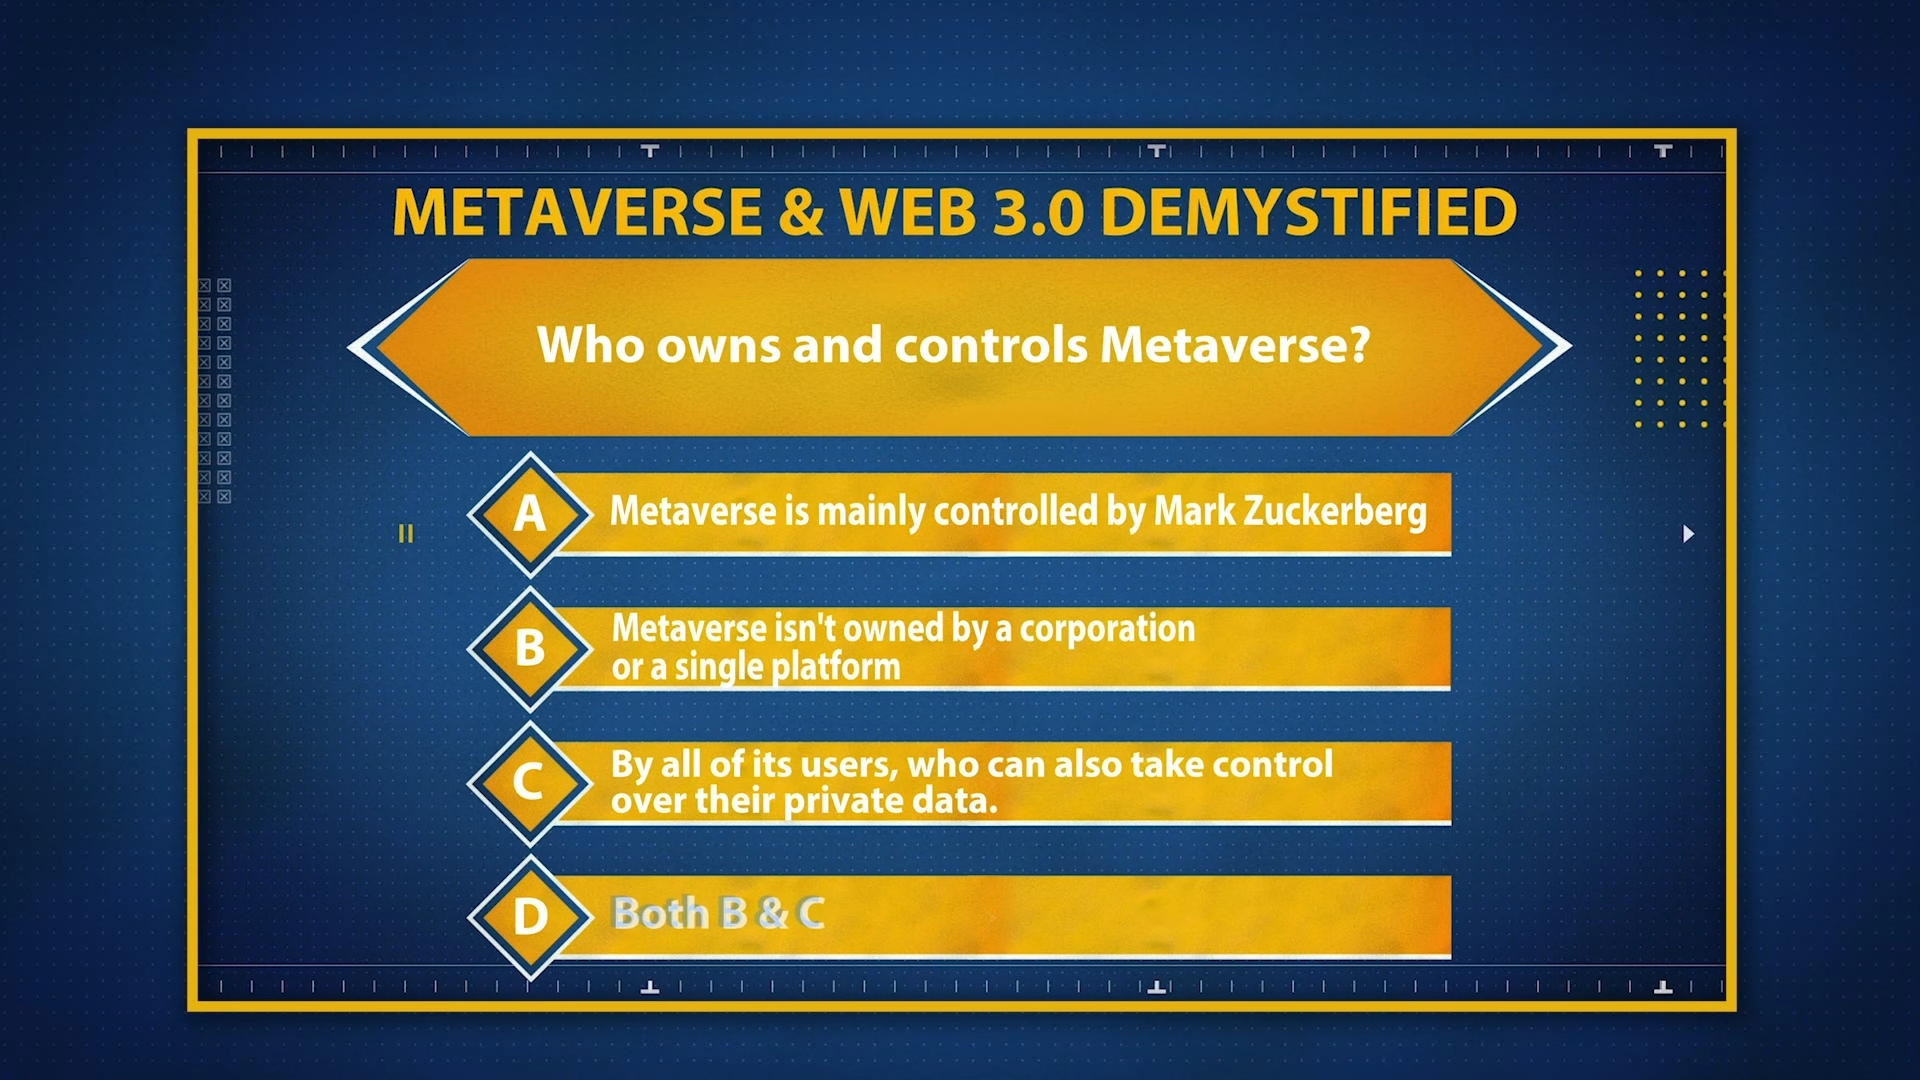 METAVERSE & WEB 3.0 DEMYSTIFIED
Who owns and controls Metaverse?
A Metaverse is mainly controlled by Mark Zuckerberg
B Metaverse isn't owned by a corporation
or a single platform
C By all of its users, who can also take control
over their private data.
D Both B & C